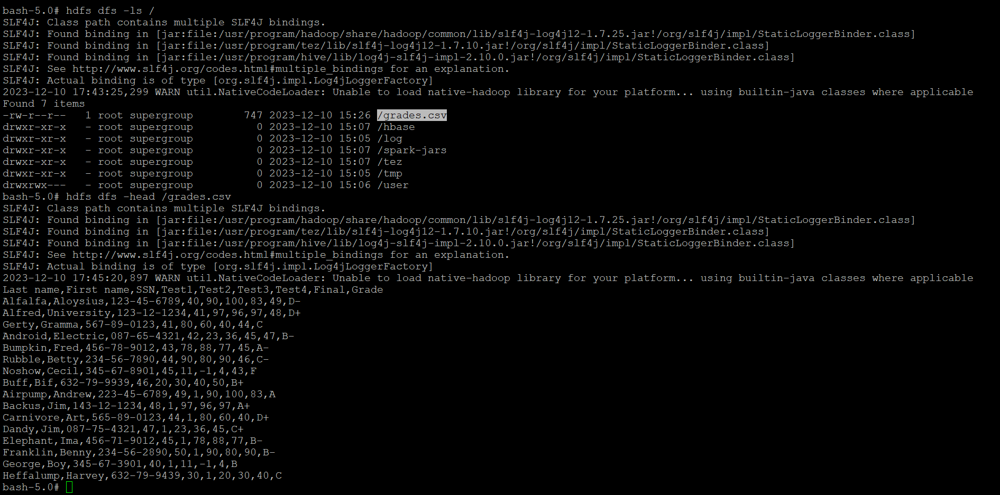 bash-5.0# hdfs dfs -ls /
SLF4J: Class path contains multiple SLF4J bindings.
SLF4J: Found binding in [jar:file:/usr/program/hadoop/share/hadoop/common/lib/slf4j-log4j12-1.7.25.jar!/org/slf4j/impl/StaticLoggerBinder.class]
SLF4J: Found binding in [jar:file:/usr/program/tez/lib/slf4j-log4j12-1.7.10.jar!/org/slf4j/impl/StaticLoggerBinder.class]
SLF4J: Found binding in [jar:file:/usr/program/hive/lib/log4j-slf4j-impl-2.10.0.jar!/org/slf4j/impl/StaticLoggerBinder.class]
SLF4J: See http://www.slf4j.org/codes.html#multiple_bindings for an explanation.
SLF4J: Actual binding is of type [org.slf4j.impl.Log4jLoggerFactory]
2023-12-10 17:43:25,299 WARN util.NativeCodeLoader: Unable to load native-hadoop library for your platform... using builtin-java classes where applicable
Found 7 items
-rw-r--r--   1 root supergroup        747 2023-12-10 15:26 /grades.csv
drwxr-xr-x   - root supergroup          0 2023-12-10 15:07 /hbase
drwxr-xr-x   - root supergroup          0 2023-12-10 15:05 /log
drwxr-xr-x   - root supergroup          0 2023-12-10 15:07 /spark-jars
drwxr-xr-x   - root supergroup          0 2023-12-10 15:07 /tez
drwxr-xr-x   - root supergroup          0 2023-12-10 15:05 /tmp
drwxrwx---   - root supergroup          0 2023-12-10 15:06 /user
bash-5.0# hdfs dfs -head /grades.csv
SLF4J: Class path contains multiple SLF4J bindings.
SLF4J: Found binding in [jar:file:/usr/program/hadoop/share/hadoop/common/lib/slf4j-log4j12-1.7.25.jar!/org/slf4j/impl/StaticLoggerBinder.class]
SLF4J: Found binding in [jar:file:/usr/program/tez/lib/slf4j-log4j12-1.7.10.jar!/org/slf4j/impl/StaticLoggerBinder.class]
SLF4J: Found binding in [jar:file:/usr/program/hive/lib/log4j-slf4j-impl-2.10.0.jar!/org/slf4j/impl/StaticLoggerBinder.class]
SLF4J: See http://www.slf4j.org/codes.html#multiple_bindings for an explanation.
SLF4J: Actual binding is of type [org.slf4j.impl.Log4jLoggerFactory]
2023-12-10 17:45:20,897 WARN util.NativeCodeLoader: Unable to load native-hadoop library for your platform... using builtin-java classes where applicable
Last name,First name,SSN,Test1,Test2,Test3,Test4,Final,Grade
Alfalfa,Aloysius,123-45-6789,40,90,100,83,49,D-
Alfred,University,123-12-1234,41,97,96,97,48,D+
Gerty,Gramma,567-89-0123,41,80,60,40,44,C
Android,Electric,087-65-4321,42,23,36,45,47,B-
Bumpkin,Fred,456-78-9012,43,78,88,77,45,A-
Rubble,Betty,234-56-7890,44,90,80,90,46,C-
Noshow,Cecil,345-67-8901,45,11,-1,4,43,F
Buff,Bif,632-79-9939,46,20,30,40,50,B+
Airpump,Andrew,223-45-6789,49,1,90,100,83,A
Backus,Jim,143-12-1234,48,1,97,96,97,A+
Carnivore,Art,565-89-0123,44,1,80,60,40,D+
Dandy,Jim,087-75-4321,47,1,23,36,45,C+
Elephant,Ima,456-71-9012,45,1,78,88,77,B-
Franklin,Benny,234-56-2890,50,1,90,80,90,B-
George,Boy,345-67-3901,40,1,11,-1,4,B
Heffalump,Harvey,632-79-9439,30,1,20,30,40,C
bash-5.0#